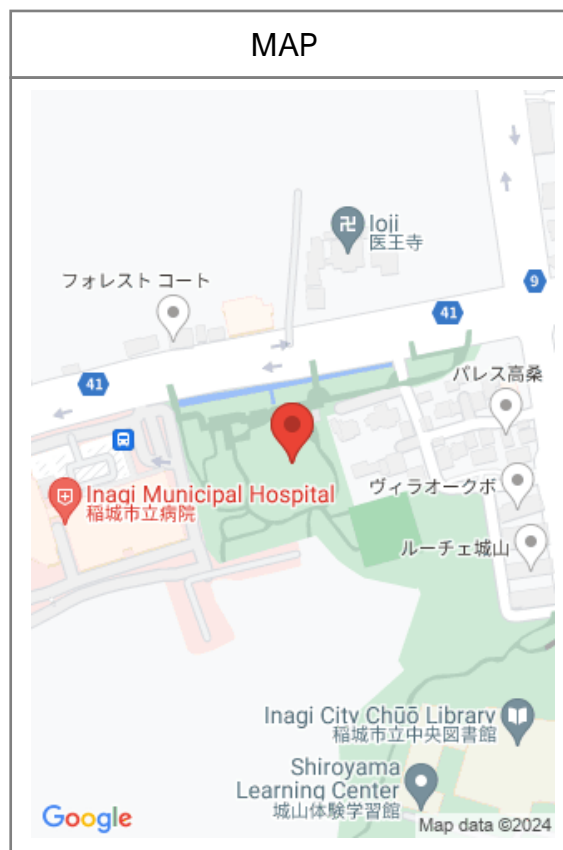 MAP
Ioji
医王寺
フォレスト コート
9
41
41
パレス高桑
Inagi Municipal Hospital
稲城市立病院
ヴィラオークボ
ルーチェ城山
Inagi City Chūō Library
稲城市立中央図書館
Shiroyama
Learning Center
城山体験学習館
Google
Map data ©2024